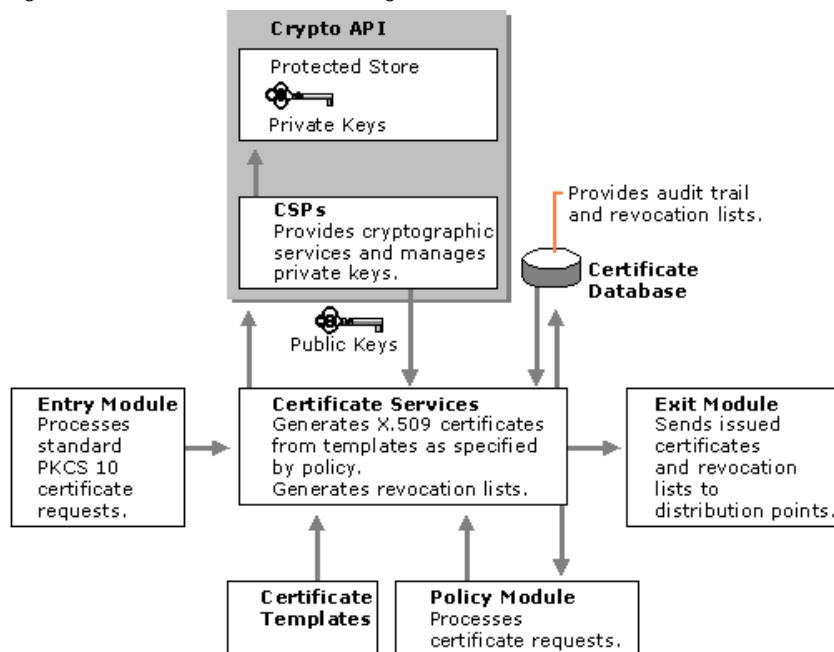 Crypto API
Protected Store
Private Keys
CSPs
Provides cryptographic
services and manages
private keys.
Provides audit trail
and revocation lists.
Certificate
Database
Public Keys
Entry Module
Processes
standard
PKCS 10
certificate
requests.
Certificate Services
Generates X.509 certificates
from templates as specified
by policy.
Generates revocation lists.
Exit Module
Sends issued
certificates
and revocation
lists to
distribution points.
Certificate
Templates
Policy Module
Processes
certificate requests.